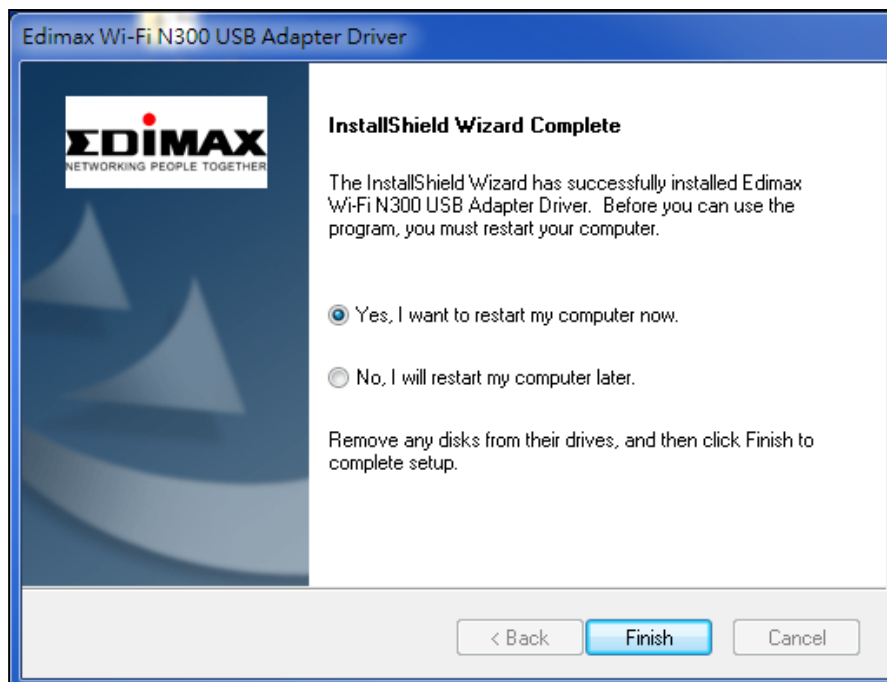 Edimax Wi-Fi N300 USB Adapter Driver
EDIMAX
NETWORKING PEOPLE TOGETHER
InstallShield Wizard Complete
The InstallShield Wizard has successfully installed Edimax
Wi-Fi N300 USB Adapter Driver.  Before you can use the
program, you must restart your computer.
Yes, I want to restart my computer now.
No, I will restart my computer later.
Remove any disks from their drives, and then click Finish to
complete setup.
< Back
Finish
Cancel